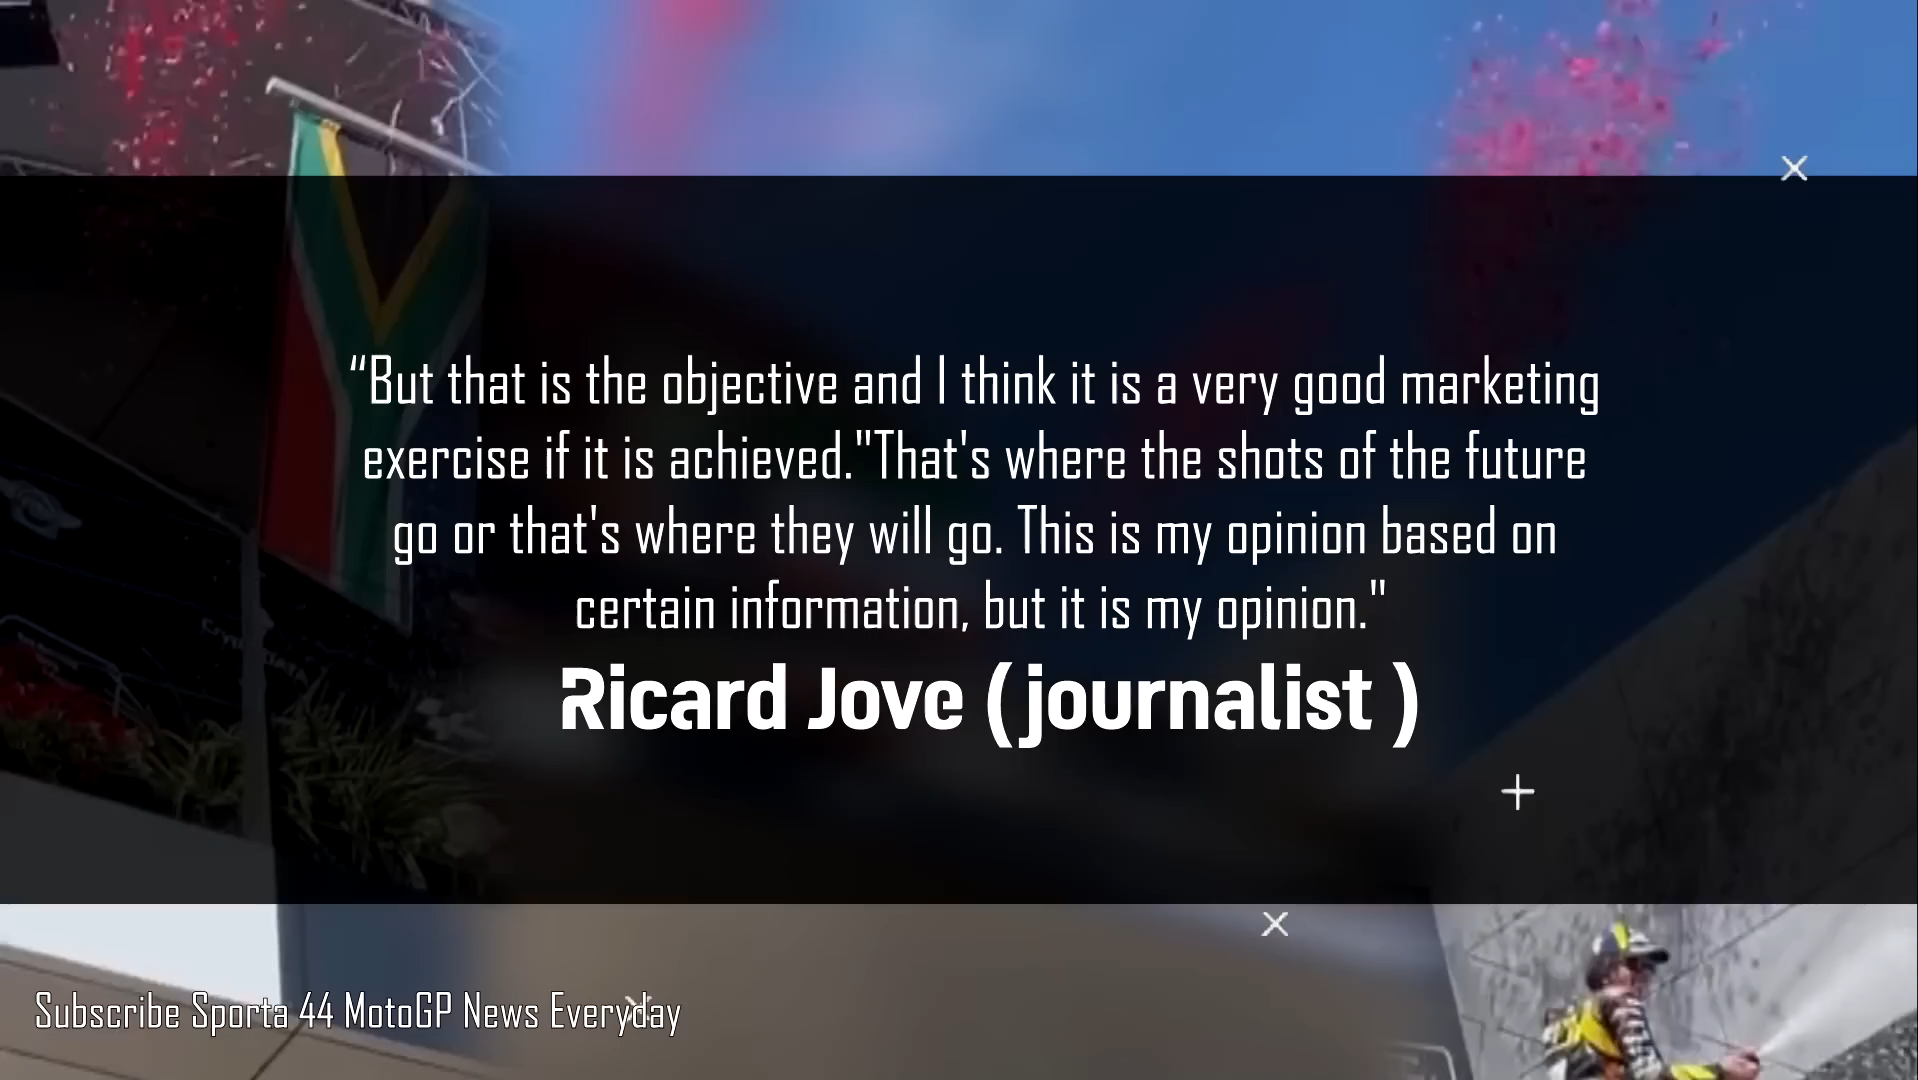 “But that is the objective and I think it is a very good marketing
exercise if it is achieved."That's where the shots of the future
go or that's where they will go. This is my opinion based on
certain information, but it is my opinion."
Ricard Jove ( journalist )
Subscribe Sporta 44 MotoGP News Everyday